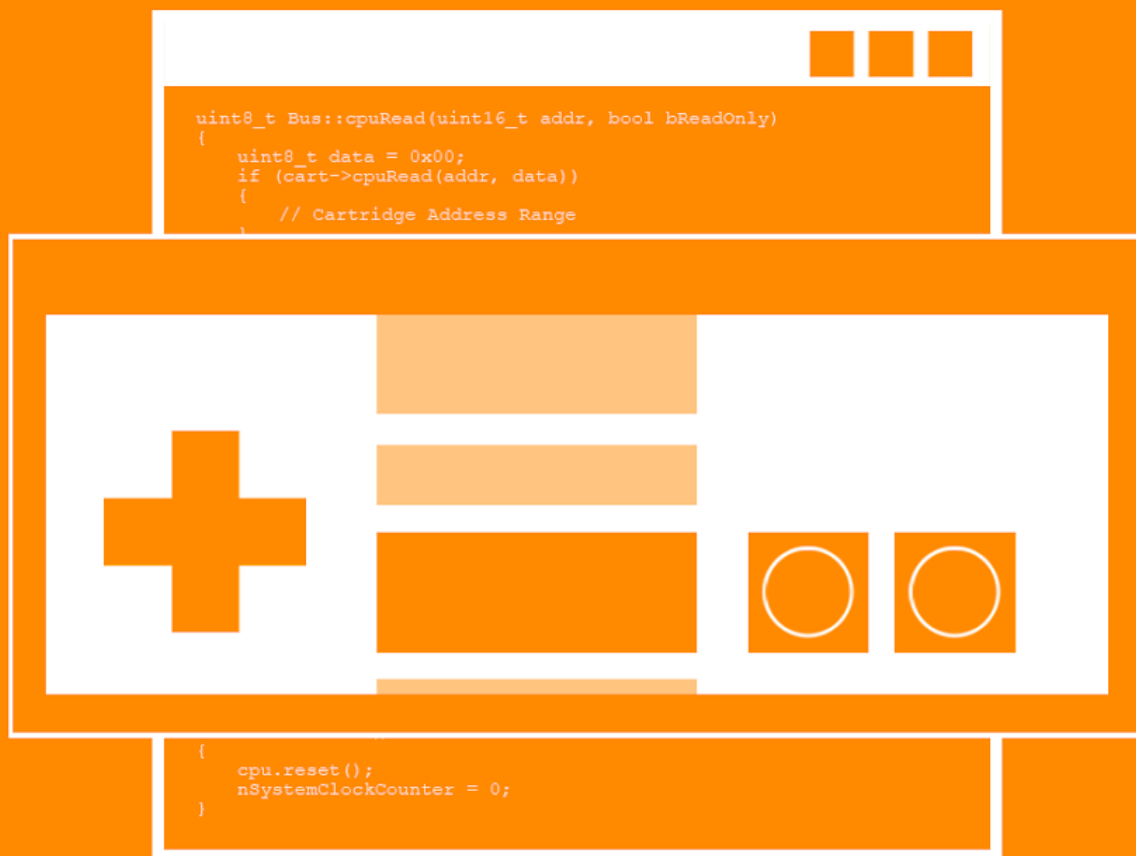 uint8_t Bus::cpuRead(uint16_t addr, bool bReadOnly)
{
uint8_t data = 0x00;
if (cart->cpuRead(addr, data))
{
// Cartridge Address Range
}
{
cpu.reset();
nSystemClockCounter = 0;
}